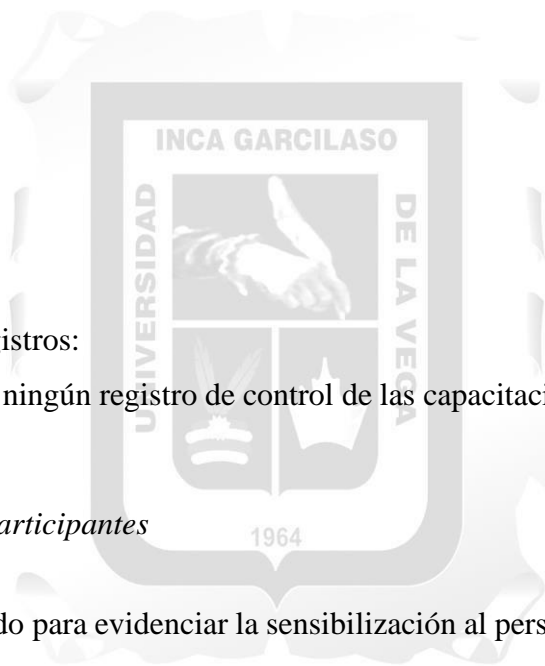 INCA GARCILASO
UNIVERSIDAD
DE LA VEGA
istros:
ningún registro de control de las capacitaci
articipantes
1964
do para evidenciar la sensibilización al pers